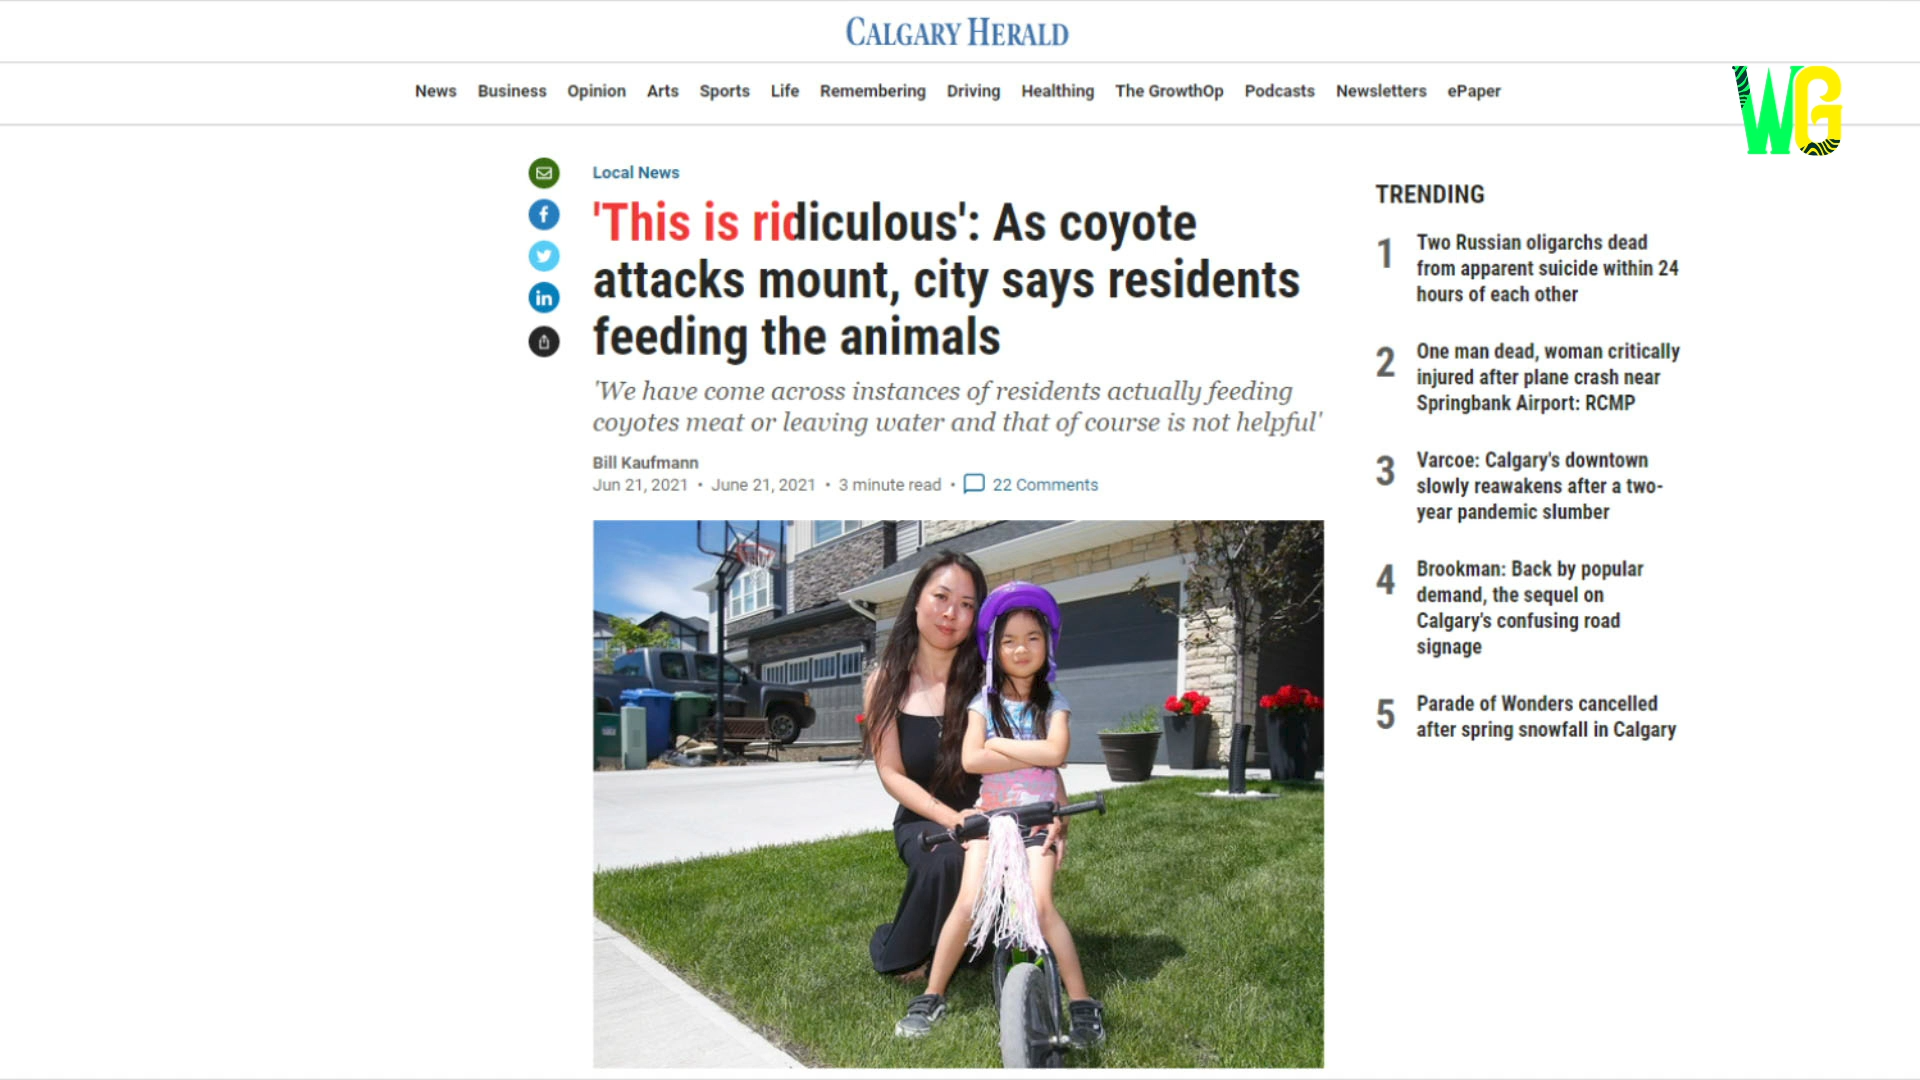 CALGARY HERALD
News Business Opinion Arts Sports Life Remembering Driving Healthing The GrowthOp Podcasts Newsletters ePaper
WG
Local News
'This is ridiculous': As coyote
attacks mount, city says residents
feeding the animals
'We have come across instances of residents actually feeding
coyotes meat or leaving water and that of course is not helpful'
Bill Kaufmann
Jun 21, 2021 • June 21, 2021 • 3 minute read • 22 Comments
TRENDING
1 Two Russian oligarchs dead
from apparent suicide within 24
hours of each other
2 One man dead, woman critically
injured after plane crash near
Springbank Airport: RCMP
3 Varcoe: Calgary's downtown
slowly reawakens after a two-
year pandemic slumber
4 Brookman: Back by popular
demand, the sequel on
Calgary's confusing road
signage
5 Parade of Wonders cancelled
after spring snowfall in Calgary